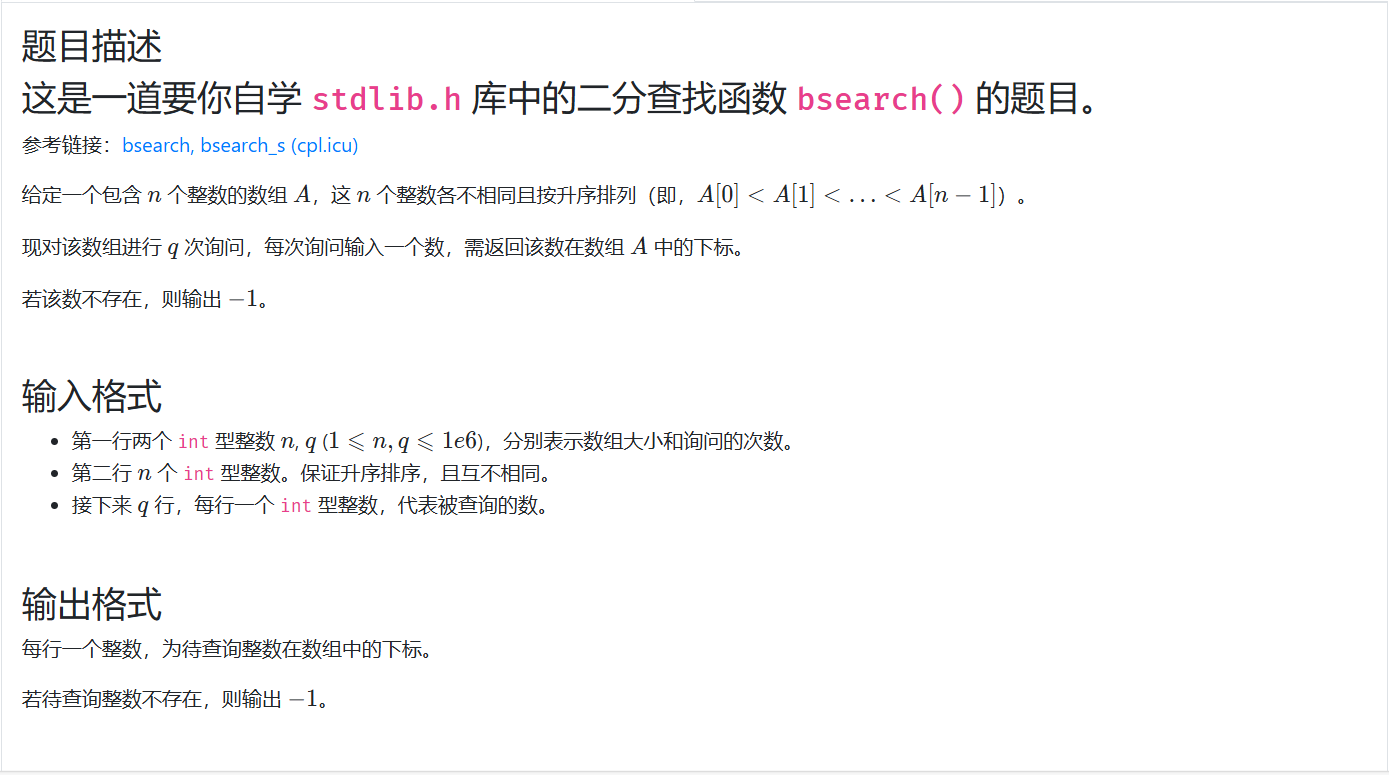 题目描述
这是一道要你自学 stdlib.h 库中的二分查找函数 bsearch() 的题目。
参考链接：bsearch, bsearch_s (cpl.icu)
给定一个包含 n 个整数的数组 A，这 n 个整数各不相同且按升序排列（即，A[0] < A[1] < … < A[n − 1]）。
现对该数组进行 q 次询问，每次询问输入一个数，需返回该数在数组 A 中的下标。
若该数不存在，则输出 −1。
输入格式
• 第一行两个 int 型整数 n, q (1 ⩽ n, q ⩽ 1e6)，分别表示数组大小和询问的次数。
• 第二行 n 个 int 型整数。保证升序排序，且互不相同。
• 接下来 q 行，每行一个 int 型整数，代表被查询的数。
输出格式
每行一个整数，为待查询整数在数组中的下标。
若待查询整数不存在，则输出 −1。